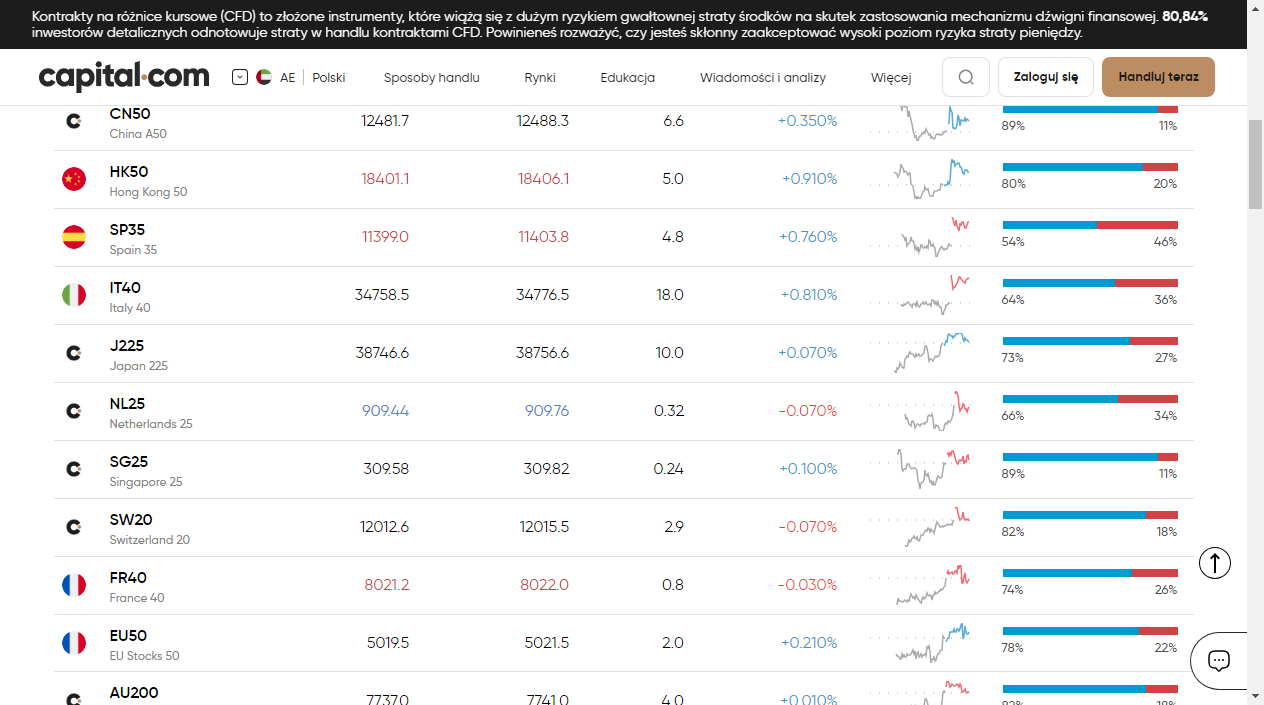 Kontrakty na różnice kursowe (CFD) to złożone instrumenty, które wiążą się z dużym ryzykiem gwałtownej straty środków na skutek zastosowania mechanizmu dźwigni finansowej. 80,84%
inwestorów detalicznych odnotowuje straty w handlu kontraktami CFD. Powinieneś rozważyć, czy jesteś skłonny zaakceptować wysoki poziom ryzyka straty pieniędzy.
capital.com AE Polski Sposoby handlu Rynki Edukacja Wiadomości i analizy Więcej Zaloguj się Handluj teraz
CN50 12481.7 12488.3 6.6 +0.350%
China A50 89% 11%
HK50 18401.1 18406.1 5.0 +0.910%
Hong Kong 50 80% 20%
SP35 11399.0 11403.8 4.8 +0.760%
Spain 35 54% 46%
IT40 34758.5 34776.5 18.0 +0.810%
Italy 40 64% 36%
J225 38746.6 38756.6 10.0 +0.070%
Japan 225 73% 27%
NL25 909.44 909.76 0.32 -0.070%
Netherlands 25 66% 34%
SG25 309.58 309.82 0.24 +0.100%
Singapore 25 89% 11%
SW20 12012.6 12015.5 2.9 -0.070%
Switzerland 20 82% 18%
FR40 8021.2 8022.0 0.8 -0.030%
France 40 74% 26%
EU50 5019.5 5021.5 2.0 +0.210%
EU Stocks 50 78% 22%
AU200 7737.0 7741.0 4.0 +0.010%